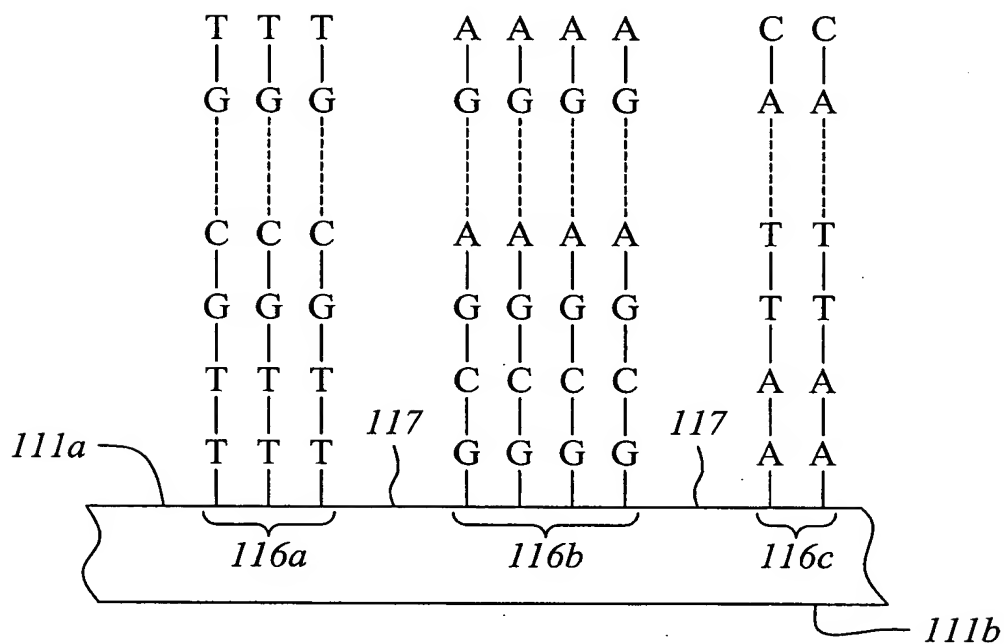 T T T A A A A C C
G G G G G G G A A
C C C A A A A T T
G G G G G G G T T
T T T C C C C A A
111a 117 117
T T T G G G G A A
116a 116b 116c
111b